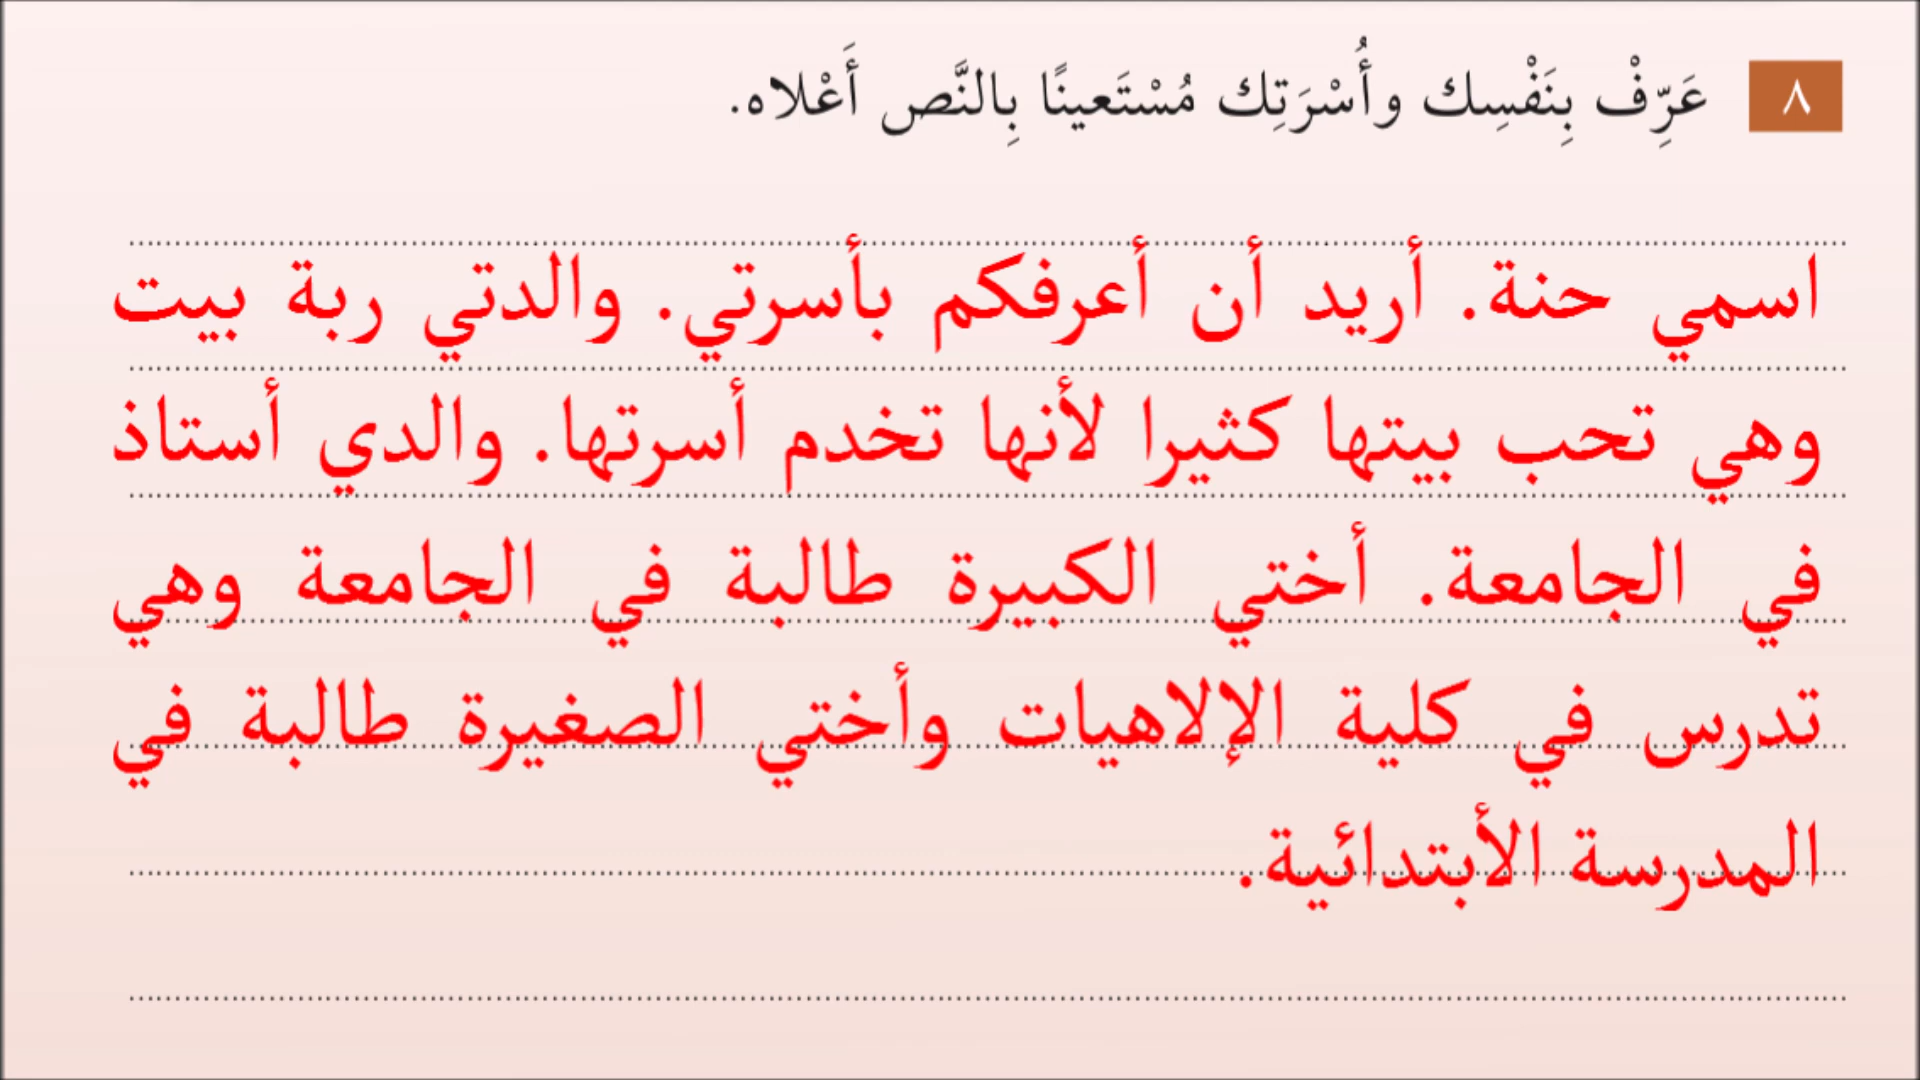 ٨ عَرِّفْ بِنَفْسِك وأُسْرَتِك مُسْتَعينًا بِالنَّص أَعْلاه.
اسمي حنة. أريد أن أعرفكم بأسرتي. والدتي ربة بيت
وهي تحب بيتها كثيرا لأنها تخدم أسرتها. والدي أستاذ
في الجامعة. أختي الكبيرة طالبة في الجامعة وهي
تدرس في كلية الإلاهيات وأختي الصغيرة طالبة في
المدرسة الأبتدائية.